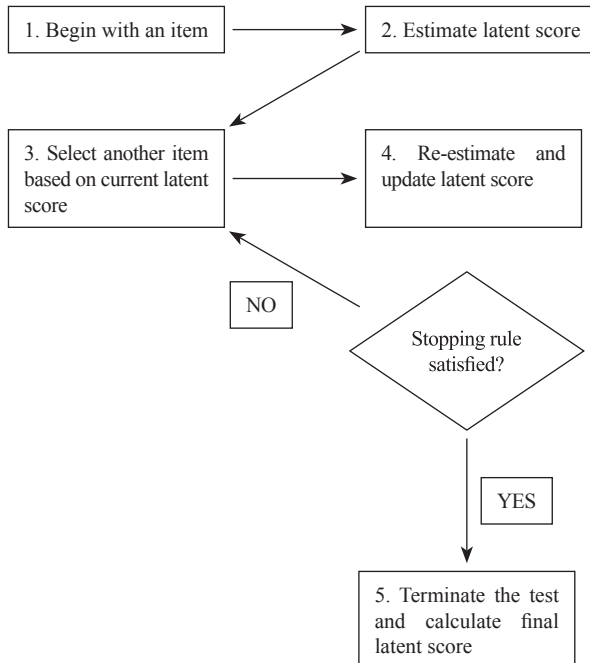 1. Begin with an item
2. Estimate latent score
3. Select another item
based on current latent
score
4. Re-estimate and
update latent score
NO
Stopping rule
satisfied?
YES
5. Terminate the test
and calculate final
latent score